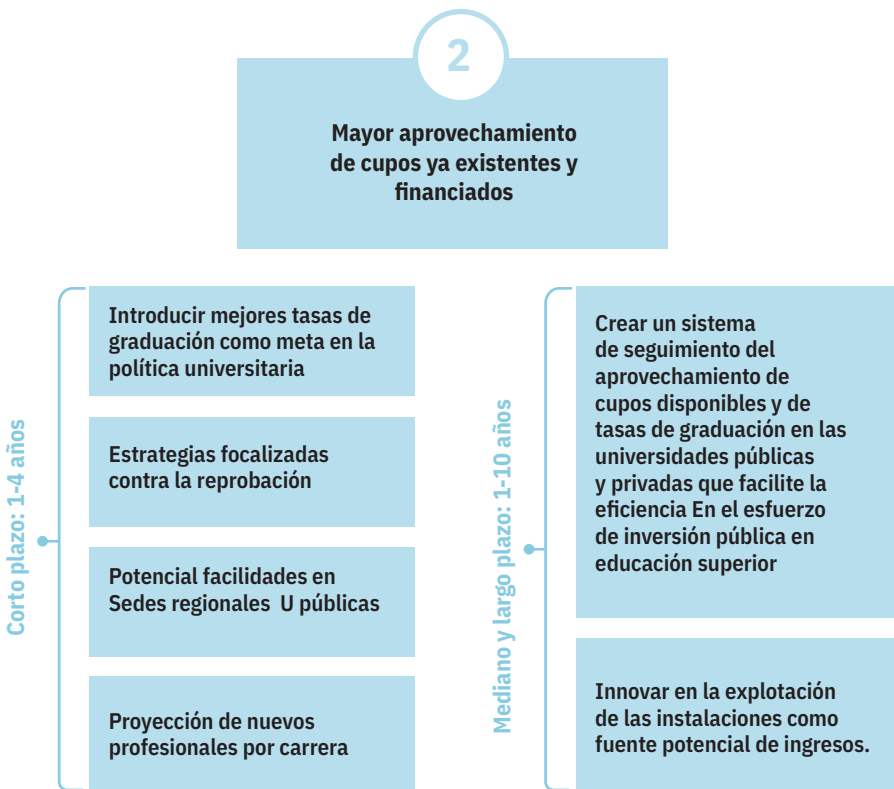 2
Mayor aprovechamiento
de cupos ya existentes y
financiados
Corto plazo: 1-4 años
Introducir mejores tasas de
graduación como meta en la
política universitaria
Estrategias focalizadas
contra la reprobación
Potencial facilidades en
Sedes regionales U públicas
Proyección de nuevos
profesionales por carrera
Mediano y largo plazo: 1-10 años
Crear un sistema
de seguimiento del
aprovechamiento de
cupos disponibles y de
tasas de graduación en las
universidades públicas
y privadas que facilite la
eficiencia En el esfuerzo
de inversión pública en
educación superior
Innovar en la explotación
de las instalaciones como
fuente potencial de ingresos.